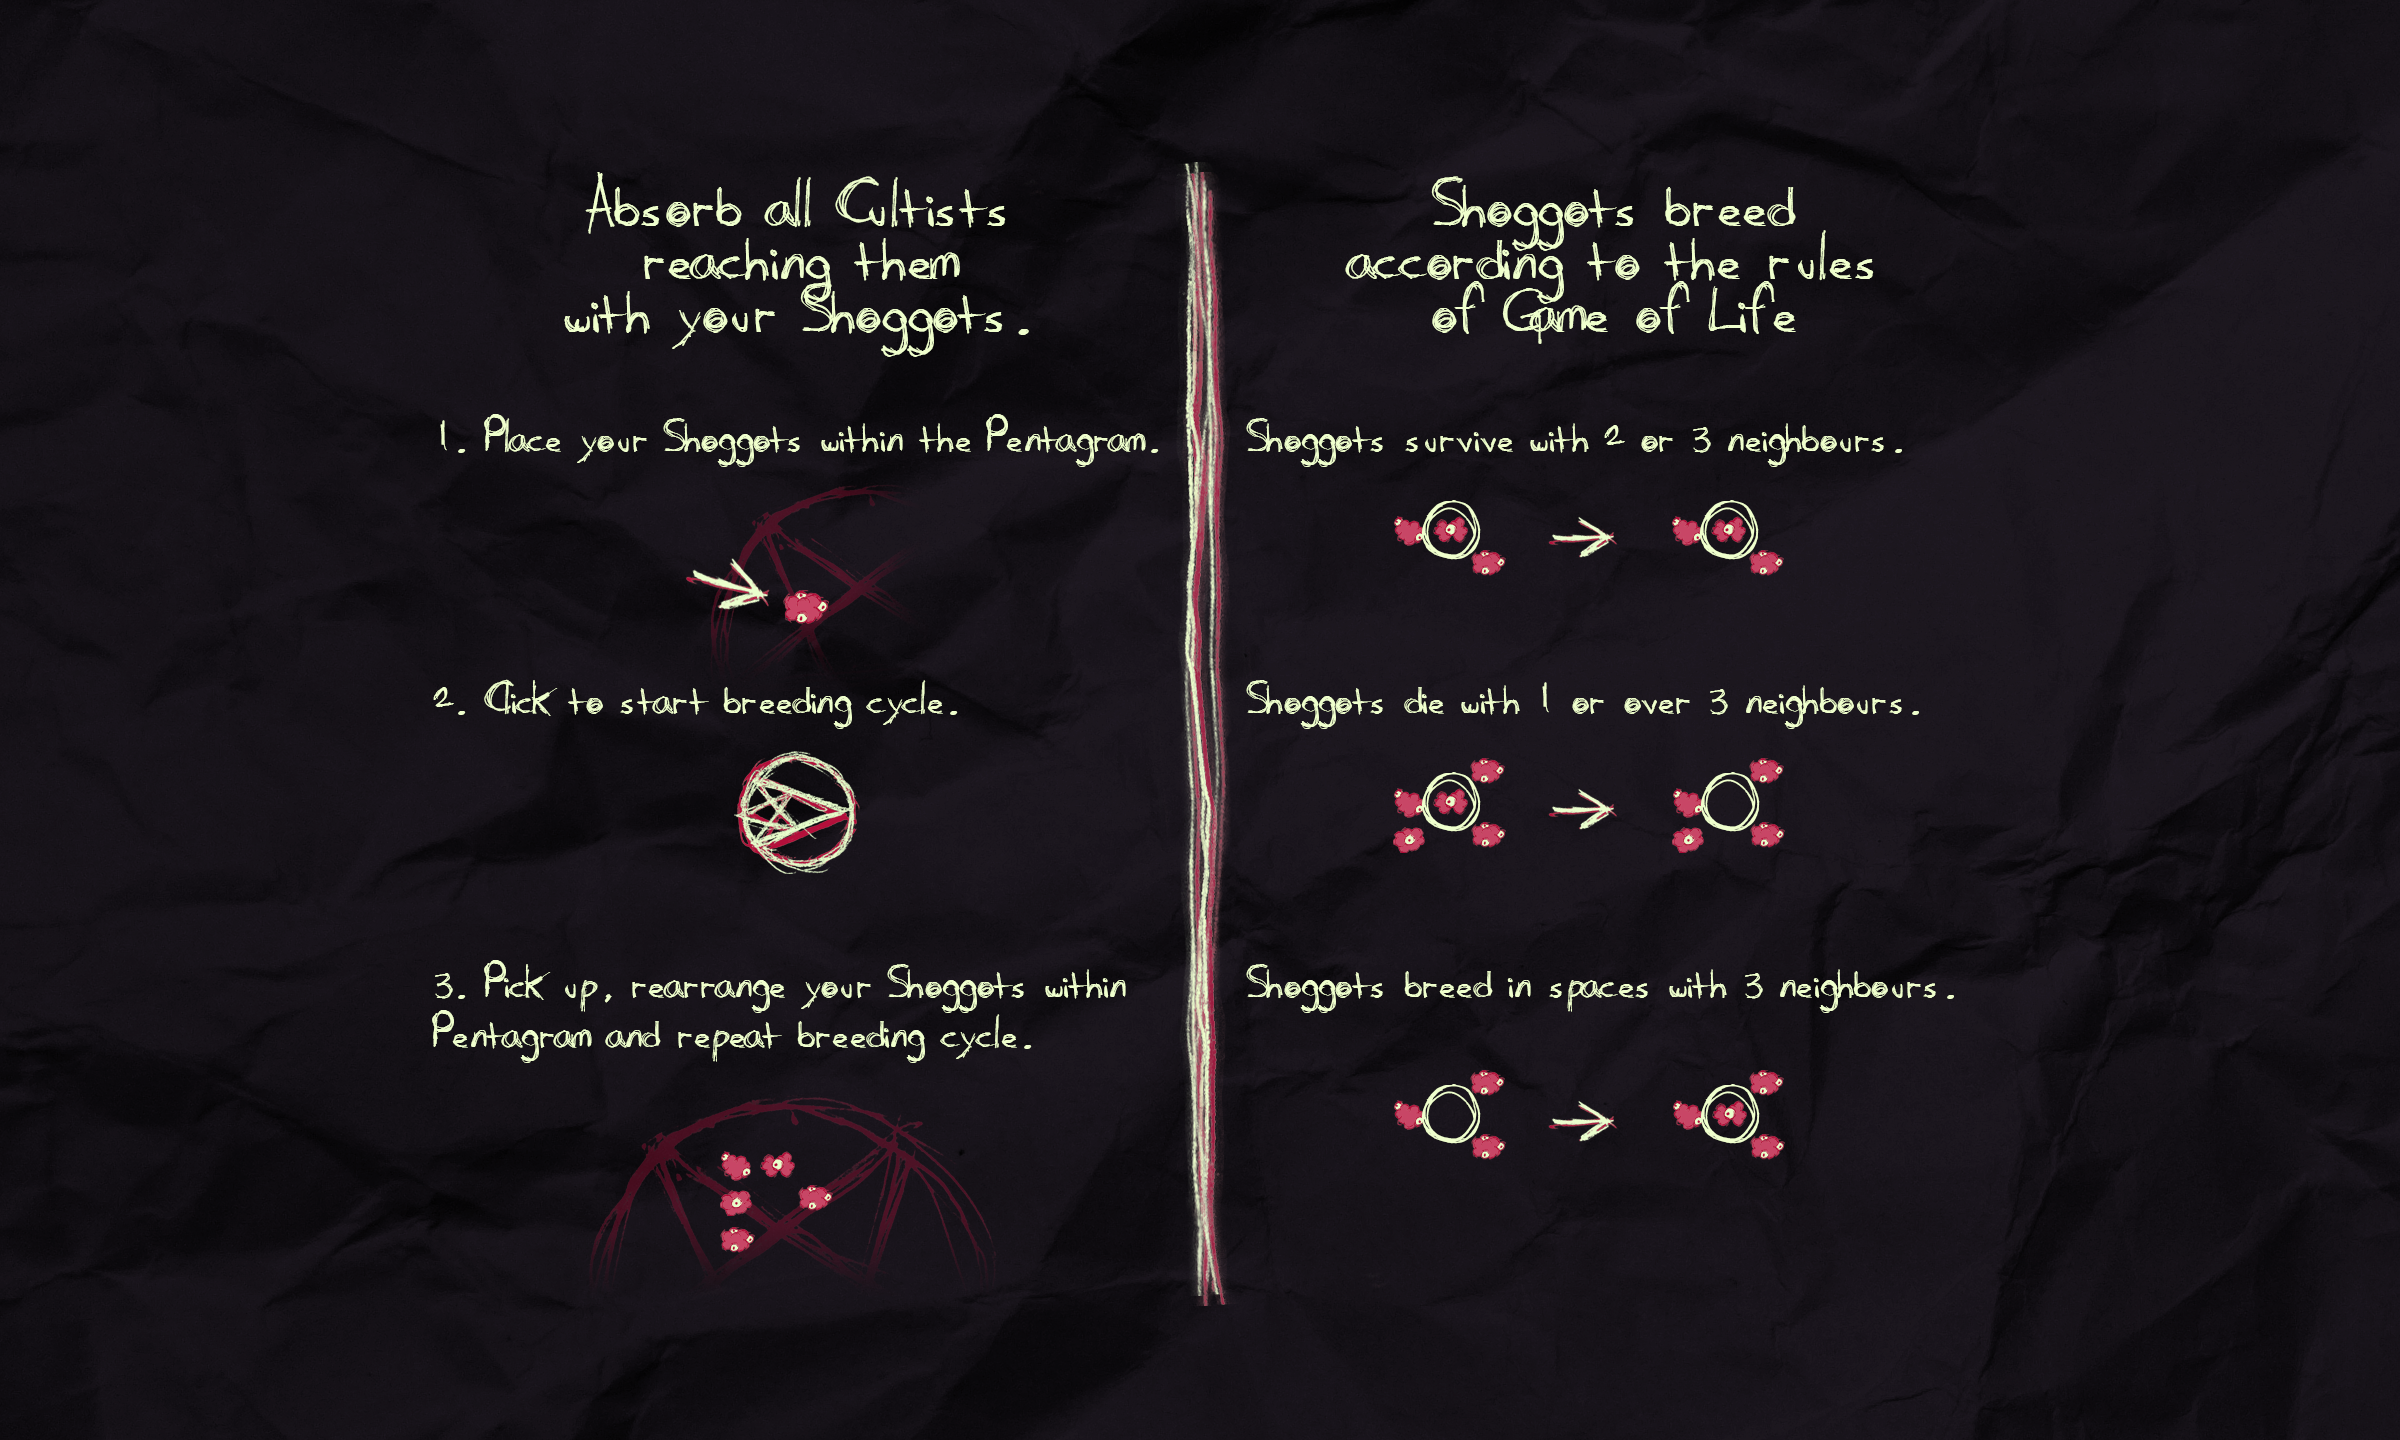 Absorb all Cultists
reaching them
with your Shoggots.
1. Place your Shoggots within the Pentagram.
2. Click to start breeding cycle.
3. Pick up, rearrange your Shoggots within
Pentagram and repeat breeding cycle.
Shoggots breed
according to the rules
of Game of Life
Shoggots survive with 2 or 3 neighbours.
Shoggots die with 1 or over 3 neighbours.
Shoggots breed in spaces with 3 neighbours.